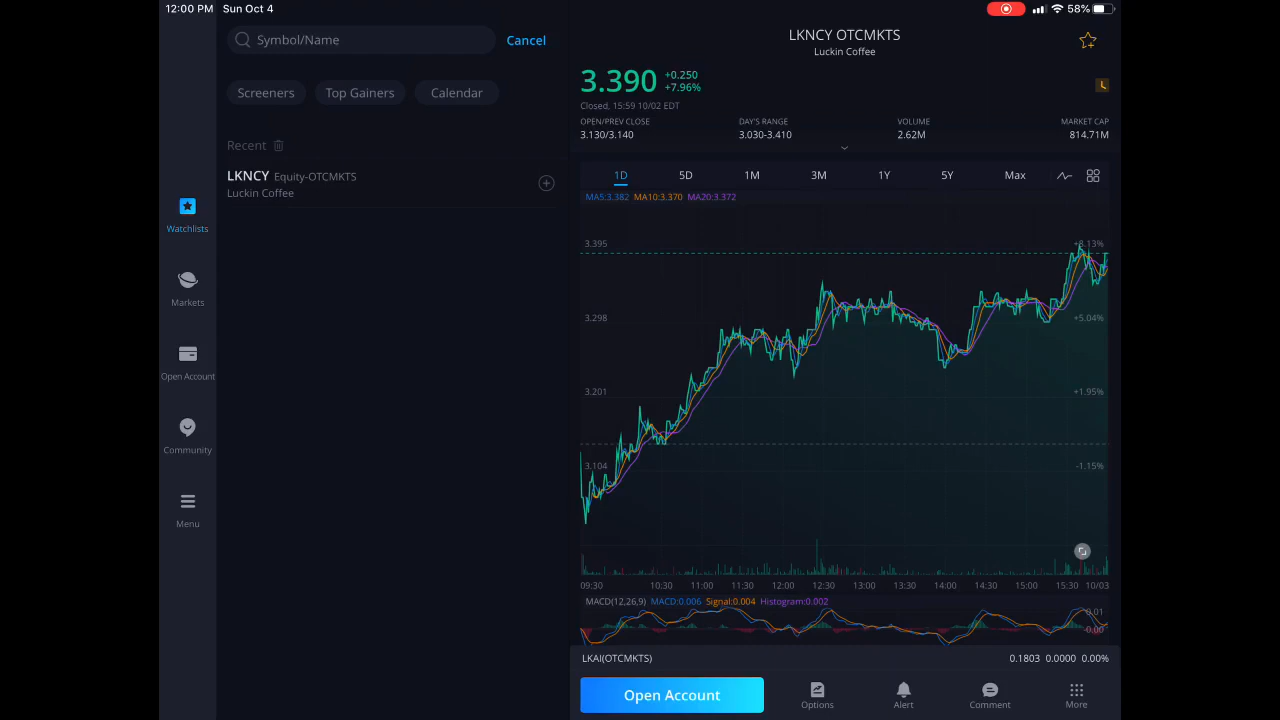 12:00 PM Sun Oct 4
58%
Symbol/Name
Cancel
Screeners
Top Gainers
Calendar
Recent
LKNCY Equity-OTCMKTS
Luckin Coffee
Watchlists
Markets
Open Account
Community
Menu
LKNCY OTCMKTS
Luckin Coffee
3.390
+0.250
+7.96%
Closed, 15:59 10/02 EDT
OPEN/PREV CLOSE DAY'S RANGE VOLUME MARKET CAP
3.130/3.140 3.030-3.410 2.62M 814.71M
1D 5D 1M 3M 1Y 5Y Max
MA5:3.382 MA10:3.370 MA20:3.372
3.395 +8.13%
3.298 +5.04%
3.201 +1.95%
3.104 -1.15%
09:30 10:30 11:00 11:30 12:00 12:30 13:00 13:30 14:00 14:30 15:00 15:30 10/03
MACD(12,26,9) MACD:0.006 Signal:0.004 Histogram:0.002
0.01
-0.00
LKAI(OTCMKTS) 0.1803 0.0000 0.00%
Open Account
Options
Alert
Comment
More